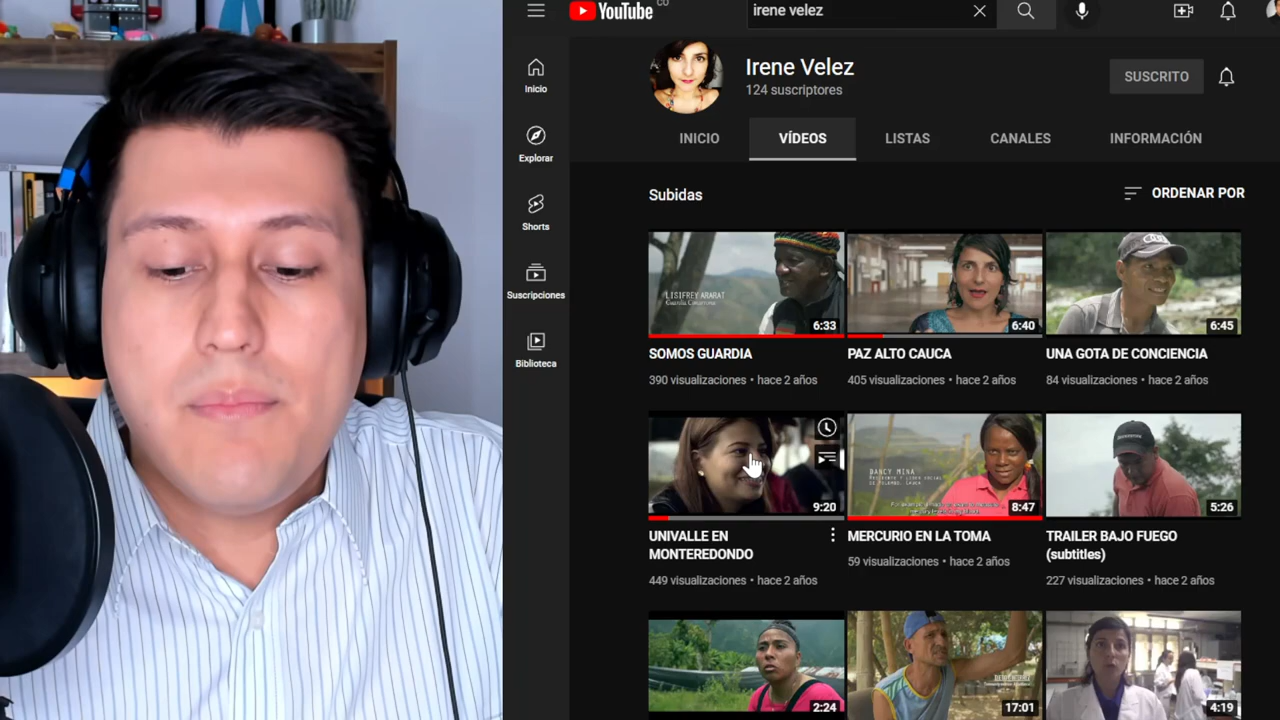 YouTube CO
irene velez
Inicio
Explorar
Shorts
Suscripciones
Biblioteca
Irene Velez
124 suscriptores
SUSCRITO
INICIO VÍDEOS LISTAS CANALES INFORMACIÓN
Subidas
ORDENAR POR
LISIFREY ARARAT
6:33
6:40
6:45
SOMOS GUARDIA
390 visualizaciones • hace 2 años
PAZ ALTO CAUCA
405 visualizaciones • hace 2 años
UNA GOTA DE CONCIENCIA
84 visualizaciones • hace 2 años
9:20
DANCY MINA
8:47
5:26
UNIVALLE EN
MONTEREDONDO
449 visualizaciones • hace 2 años
MERCURIO EN LA TOMA
59 visualizaciones • hace 2 años
TRAILER BAJO FUEGO
(subtitles)
227 visualizaciones • hace 2 años
2:24
17:01
4:19